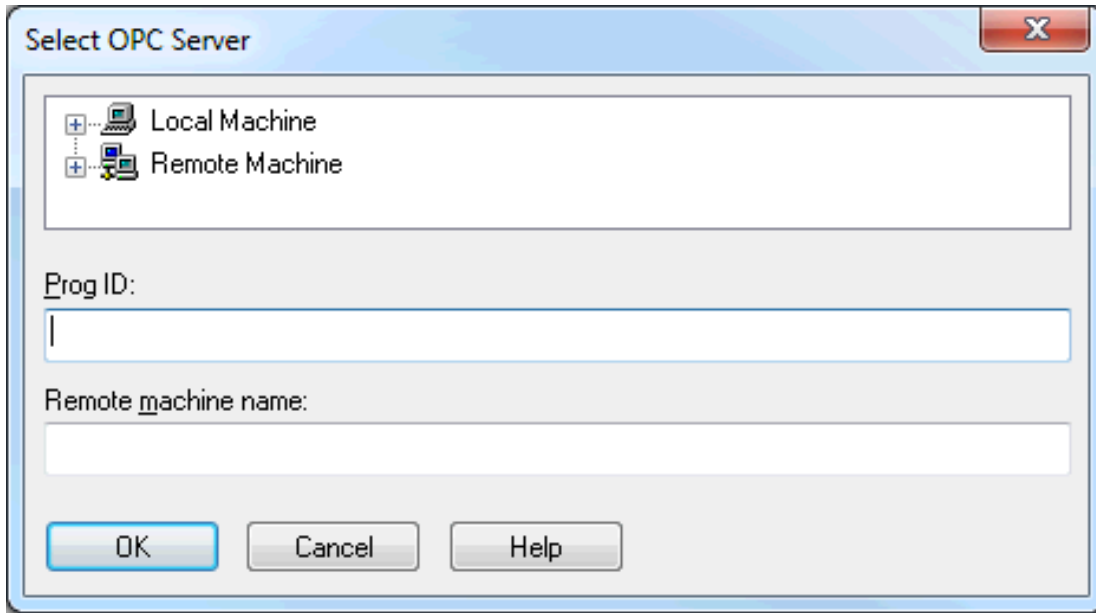 Select OPC Server
Local Machine
Remote Machine
Prog ID:
Remote machine name:
OK Cancel Help